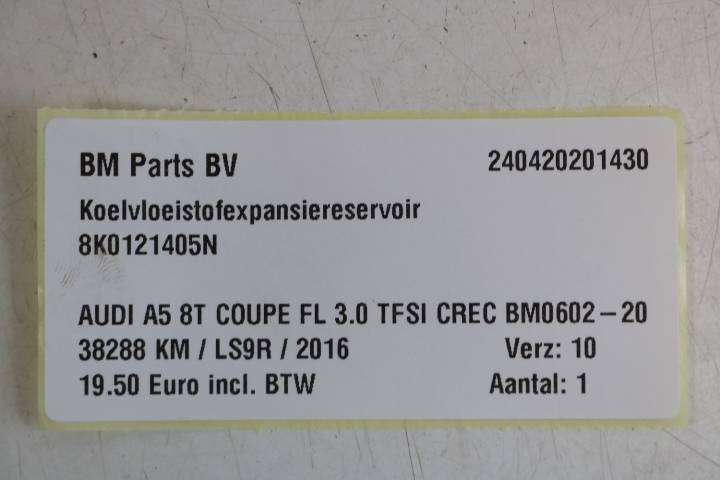 BM Parts BV 240420201430
Koelvloeistofexpansiereservoir
8K0121405N
AUDI A5 8T COUPE FL 3.0 TFSI CREC BM0602-20
38288 KM / LS9R / 2016 Verz: 10
19.50 Euro incl. BTW Aantal: 1